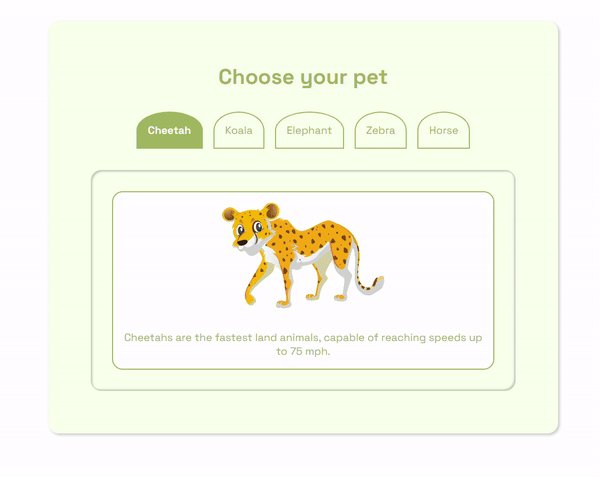 Choose your pet
Cheetah Koala Elephant Zebra Horse
Cheetahs are the fastest land animals, capable of reaching speeds up
to 75 mph.